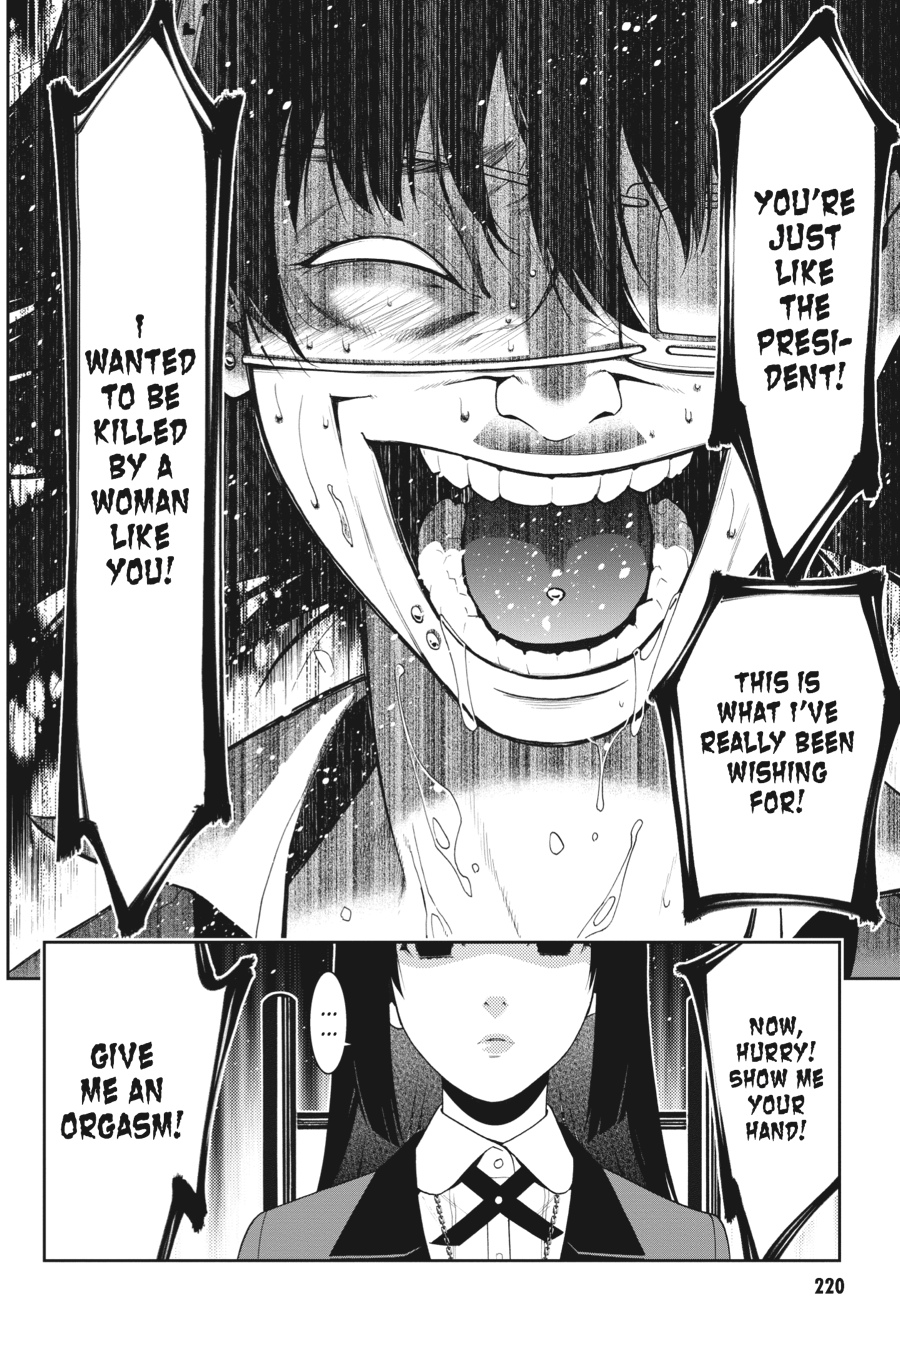 YOU'RE
JUST
LIKE
THE
PRESI-
DENT!
THIS IS
WHAT I'VE
REALLY BEEN
WISHING
FOR!
I
WANTED
TO BE
KILLED
BY A
WOMAN
LIKE
YOU!
NOW,
HURRY!
SHOW ME
YOUR
HAND!
...
...
GIVE
ME AN
ORGASM!
220